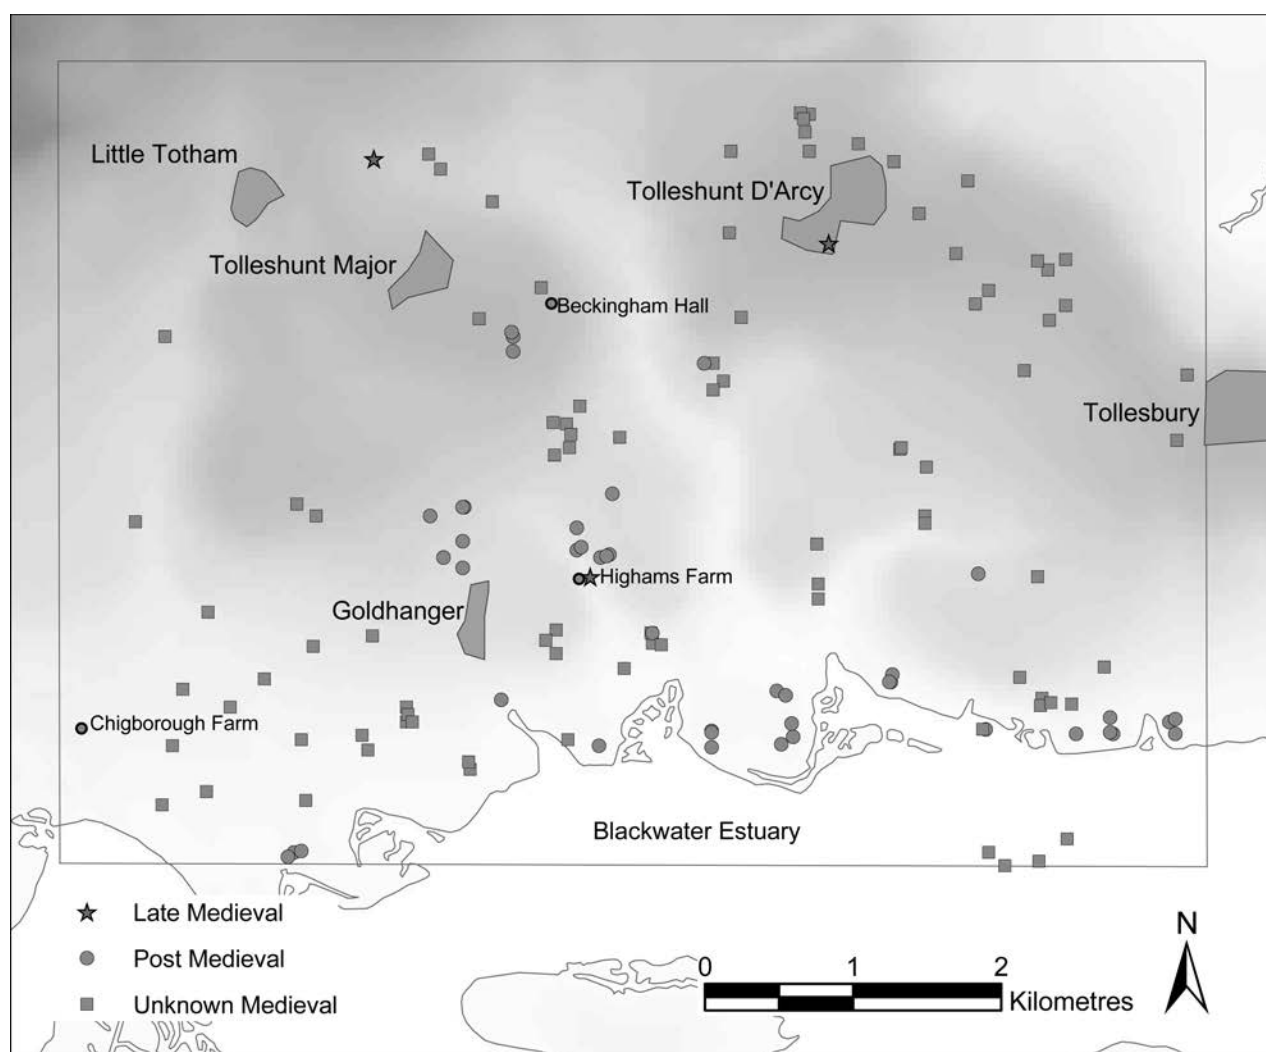 Little Totham
Tolleshunt D'Arcy
Tolleshunt Major
Beckingham Hall
Tollesbury
Highams Farm
Goldhanger
Chigborough Farm
Blackwater Estuary
Late Medieval
Post Medieval
Unknown Medieval
0 1 2
Kilometres
N